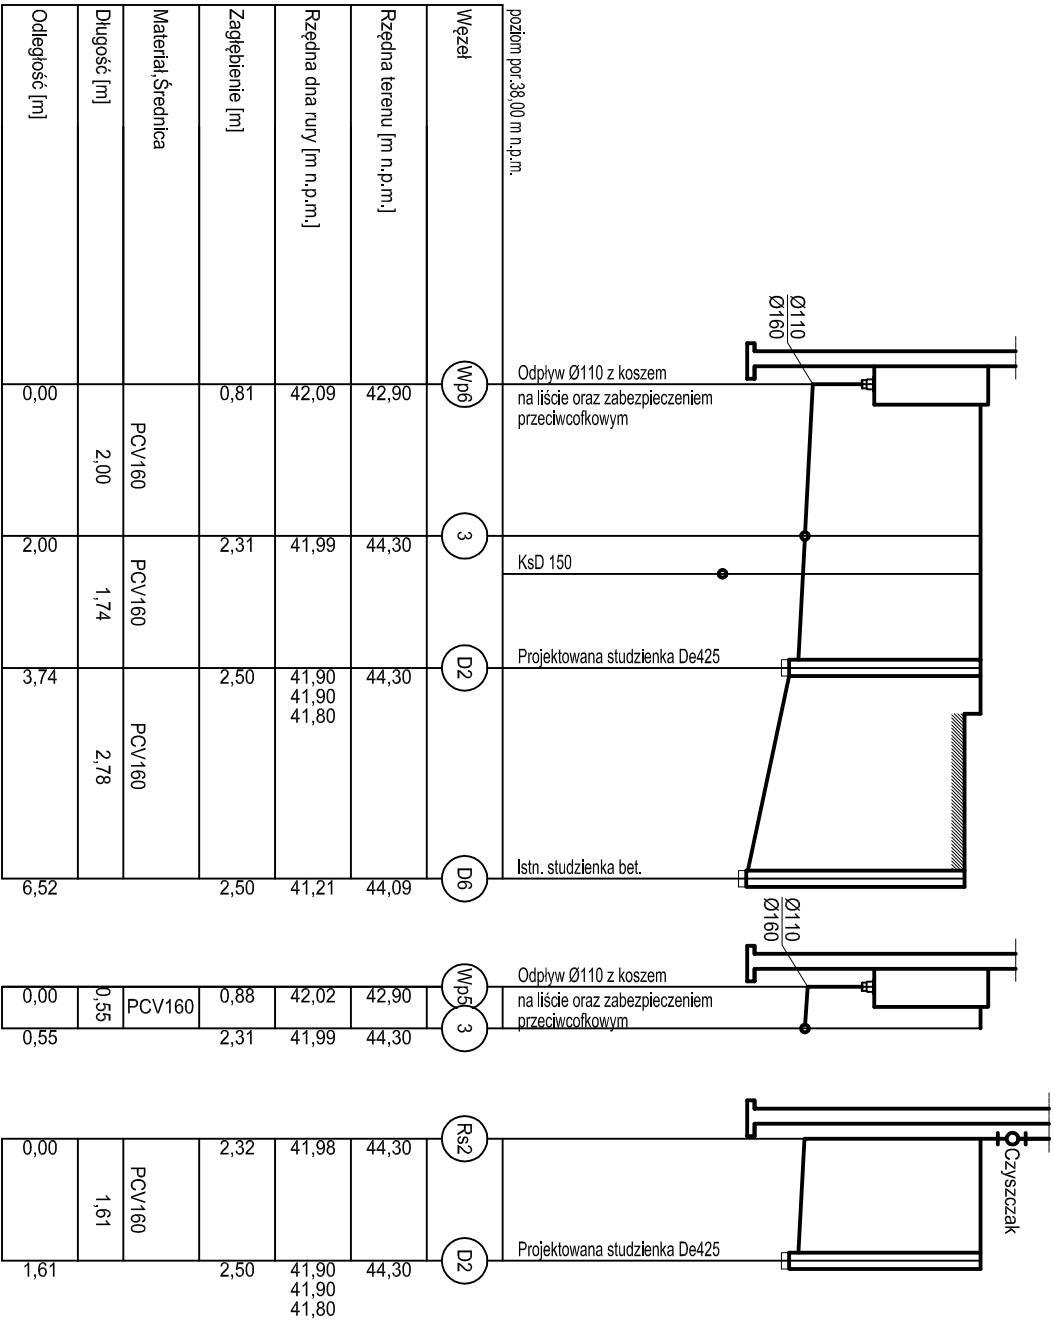 poziom por.38,00 m n.p.m.
Węzeł
Rzędna terenu [m n.p.m.]
Rzędna dna rury [m n.p.m.]
Zagłębienie [m]
Materiał,Średnica
Długość [m]
Odległość [m]
Ø110
Ø160
Odpływ Ø110 z koszem
na liście oraz zabezpieczeniem
przeciwcofkowym
Wp6
42,90
42,09
0,81
0,00
PCV160
2,00
3
44,30
41,99
2,31
2,00
KsD 150
PCV160
1,74
Projektowana studzienka De425
D2
44,30
41,90
41,90
41,80
2,50
3,74
PCV160
2,78
Istn. studzienka bet.
D6
44,09
41,21
2,50
6,52
Ø110
Ø160
Odpływ Ø110 z koszem
na liście oraz zabezpieczeniem
przeciwcofkowym
Wp5
42,90
42,02
0,88
0,00
PCV160
0,55
3
44,30
41,99
2,31
0,55
Czyszczak
Rs2
44,30
41,98
2,32
0,00
PCV160
1,61
Projektowana studzienka De425
D2
44,30
41,90
41,90
41,80
2,50
1,61